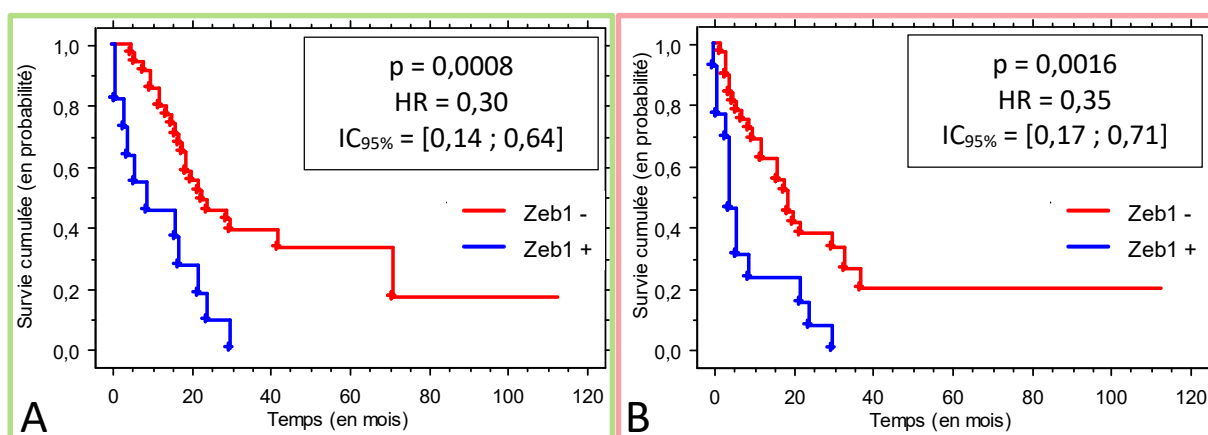 Survie cumulée (en probabilité)
1,0
0,8
0,6
0,4
0,2
0,0
p = 0,0008
HR = 0,30
IC95% = [0,14 ; 0,64]
Zeb1 -
Zeb1 +
0 20 40 60 80 100 120
Temps (en mois)
A
Survie cumulée (en probabilité)
1,0
0,8
0,6
0,4
0,2
0,0
p = 0,0016
HR = 0,35
IC95% = [0,17 ; 0,71]
Zeb1 -
Zeb1 +
0 20 40 60 80 100 120
Temps (en mois)
B